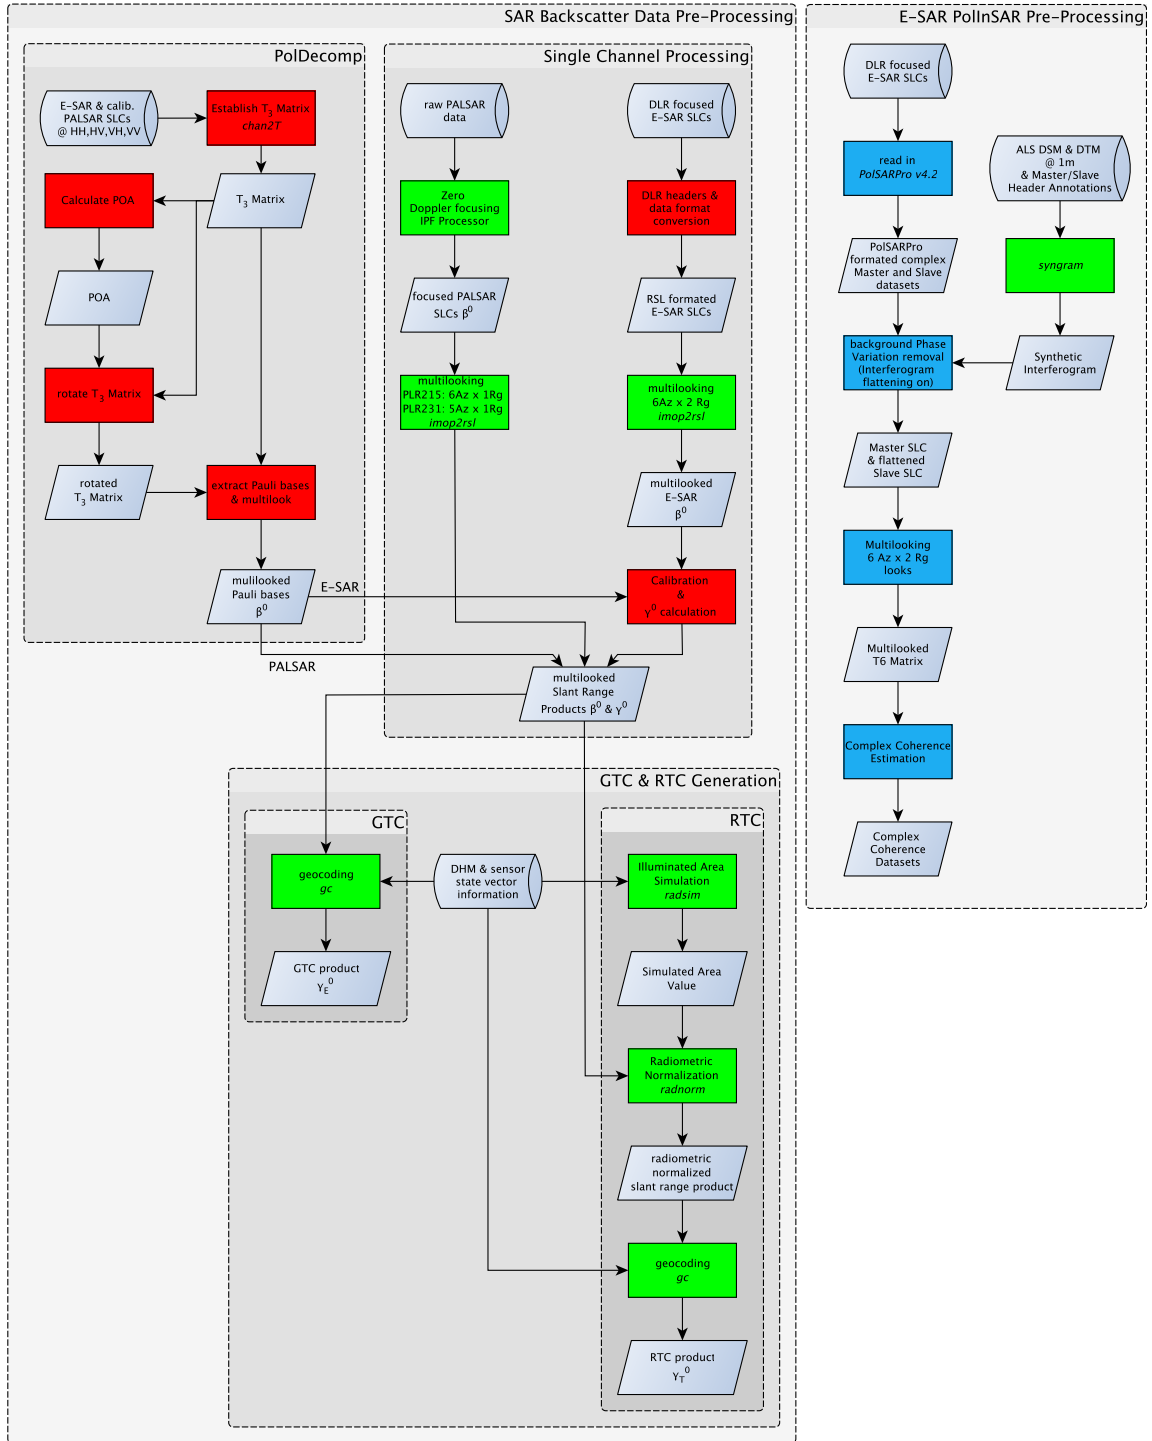 SAR Backscatter Data Pre-Processing
PolDecomp
E-SAR & calib.
PALSAR SLCs
@ HH,HV,VH,VV
Establish T3 Matrix
chan2T
Calculate POA
T3 Matrix
POA
rotate T3 Matrix
rotated
T3 Matrix
extract Pauli bases
& multilook
mulilooked
Pauli bases
β0
E-SAR
PALSAR
Single Channel Processing
raw PALSAR
data
Zero
Doppler focusing
IPF Processor
focused PALSAR
SLCs β0
multilooking
PLR215: 6Az x 1Rg
PLR231: 5Az x 1Rg
imop2rsl
DLR focused
E-SAR SLCs
DLR headers &
data format
conversion
RSL formated
E-SAR SLCs
multilooking
6Az x 2 Rg
imop2rsl
multilooked
E-SAR
β0
Calibration
&
γ0 calculation
multilooked
Slant Range
Products β0 & γ0
GTC & RTC Generation
GTC
geocoding
gc
GTC product
γE0
DHM & sensor
state vector
information
RTC
Illuminated Area
Simulation
radsim
Simulated Area
Value
Radiometric
Normalization
radnorm
radiometric
normalized
slant range product
geocoding
gc
RTC product
γT0
E-SAR PolInSAR Pre-Processing
DLR focused
E-SAR SLCs
read in
PolSARPro v4.2
PolSARPro
formated complex
Master and Slave
datasets
ALS DSM & DTM
@ 1m
& Master/Slave
Header Annotations
syngram
Synthetic
Interferogram
background Phase
Variation removal
(Interferogram
flattening on)
Master SLC
& flattened
Slave SLC
Multilooking
6 Az x 2 Rg
looks
Multilooked
T6 Matrix
Complex Coherence
Estimation
Complex
Coherence
Datasets